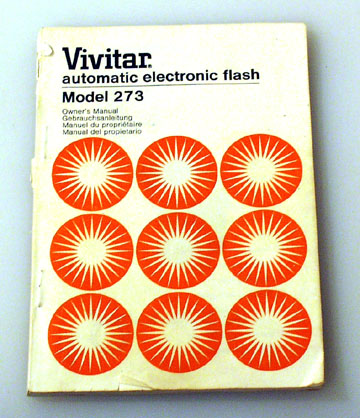 Vivitar.
automatic electronic flash
Model 273
Owner's Manual
Gebrauchsanleitung
Manuel du propriétaire
Manual del propietario